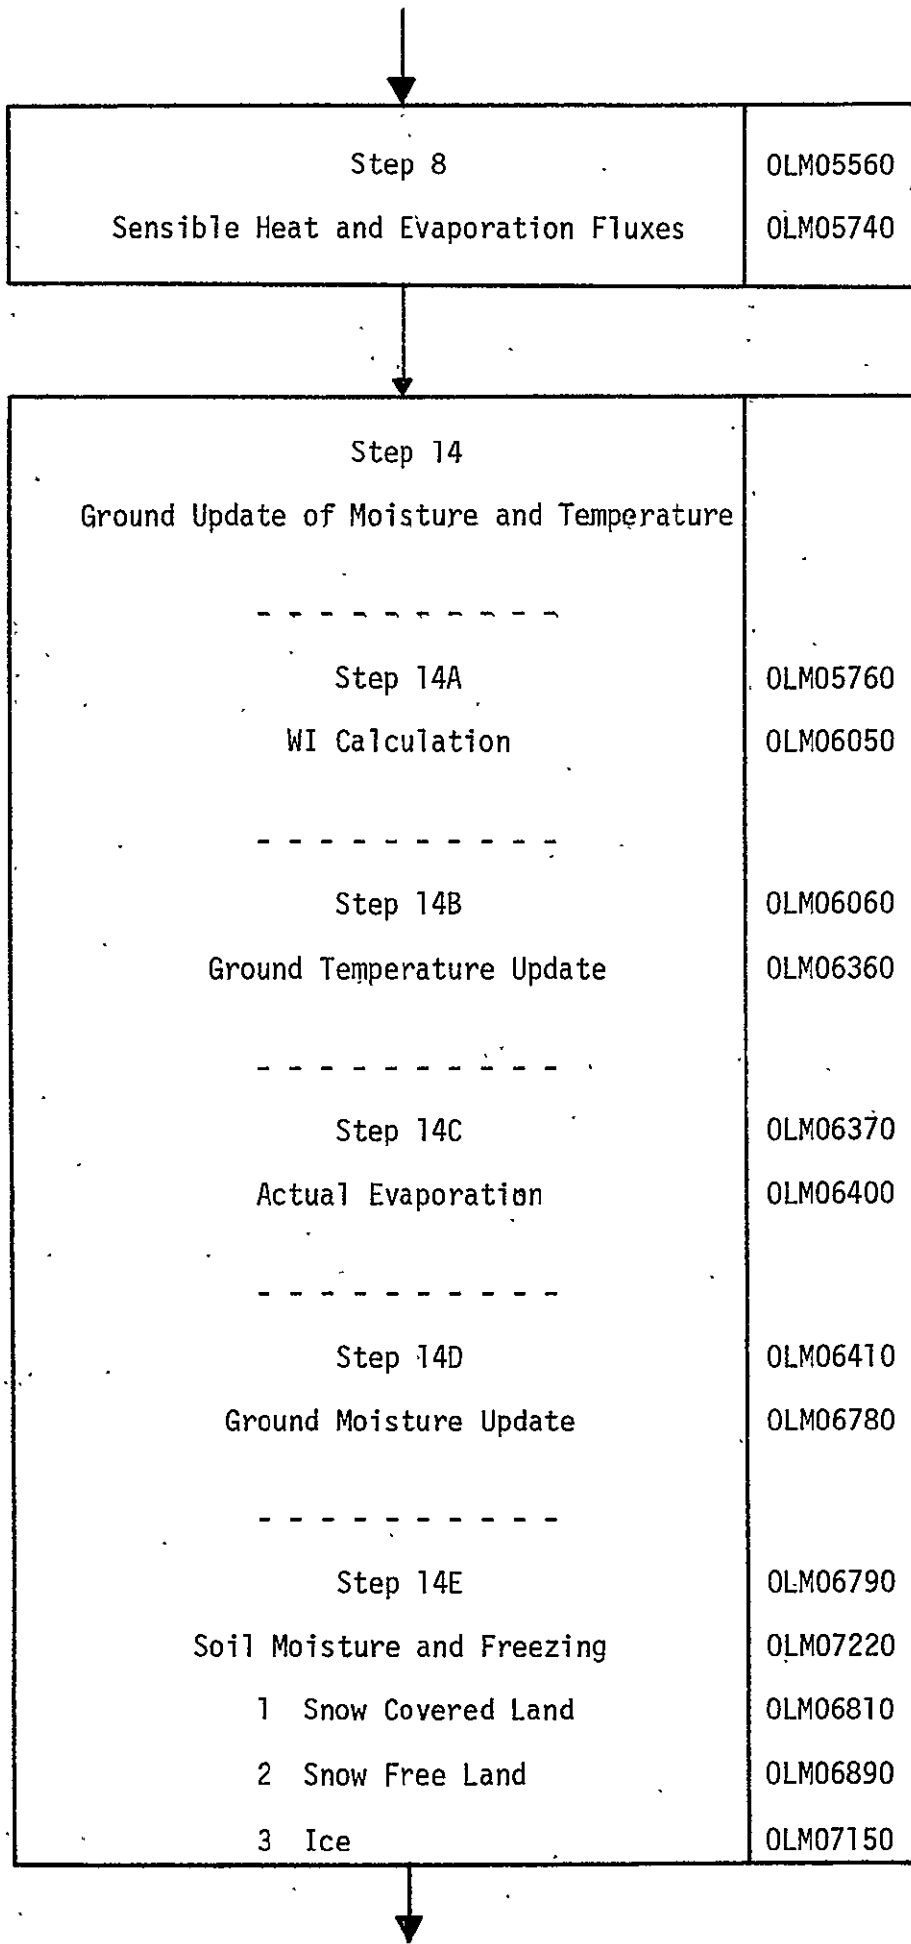 Step 8 OLM05560
Sensible Heat and Evaporation Fluxes OLM05740
Step 14
Ground Update of Moisture and Temperature
Step 14A OLM05760
WI Calculation OLM06050
Step 14B OLM06060
Ground Temperature Update OLM06360
Step 14C OLM06370
Actual Evaporation OLM06400
Step 14D OLM06410
Ground Moisture Update OLM06780
Step 14E OLM06790
Soil Moisture and Freezing OLM07220
1 Snow Covered Land OLM06810
2 Snow Free Land OLM06890
3 Ice OLM07150